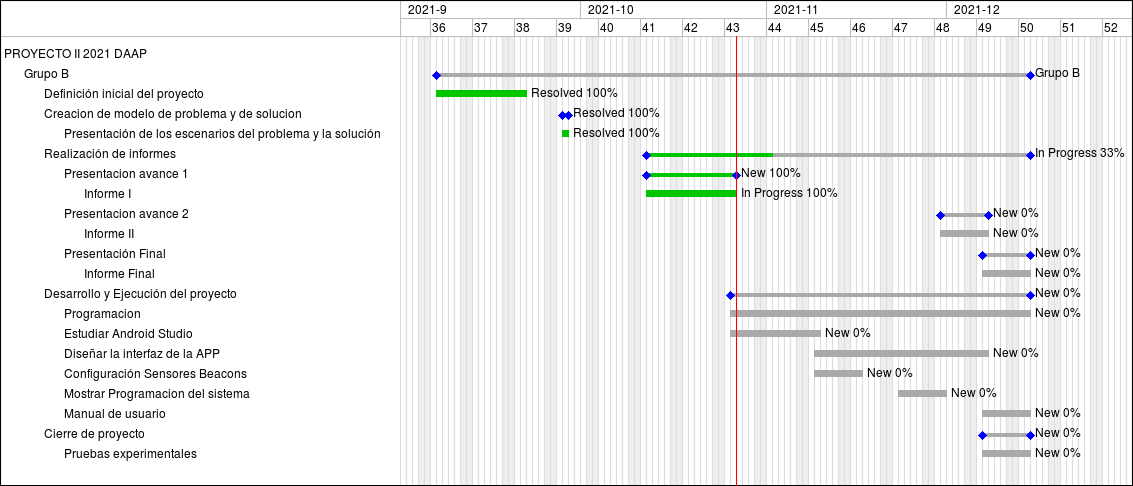 2021-9 2021-10 2021-11 2021-12
36 37 38 39 40 41 42 43 44 45 46 47 48 49 50 51 52
PROYECTO II 2021 DAAP
Grupo B Grupo B
Definición inicial del proyecto Resolved 100%
Creacion de modelo de problema y de solucion Resolved 100%
Presentación de los escenarios del problema y la solución Resolved 100%
Realización de informes In Progress 33%
Presentacion avance 1 New 100%
Informe I In Progress 100%
Presentacion avance 2 New 0%
Informe II New 0%
Presentación Final New 0%
Informe Final New 0%
Desarrollo y Ejecución del proyecto New 0%
Programacion New 0%
Estudiar Android Studio New 0%
Diseñar la interfaz de la APP New 0%
Configuración Sensores Beacons New 0%
Mostrar Programacion del sistema New 0%
Manual de usuario New 0%
Cierre de proyecto New 0%
Pruebas experimentales New 0%